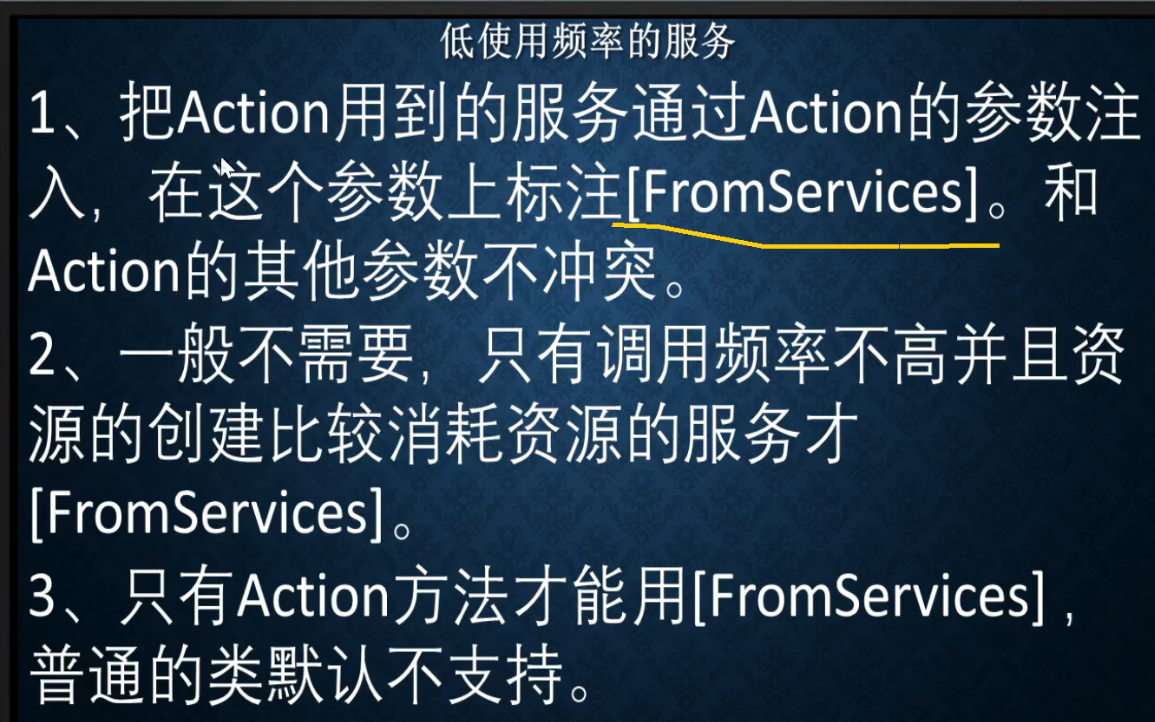 低使用频率的服务
1、把Action用到的服务通过Action的参数注
入，在这个参数上标注[FromServices]。和
Action的其他参数不冲突。
2、一般不需要，只有调用频率不高并且资
源的创建比较消耗资源的服务才
[FromServices]。
3、只有Action方法才能用[FromServices]，
普通的类默认不支持。